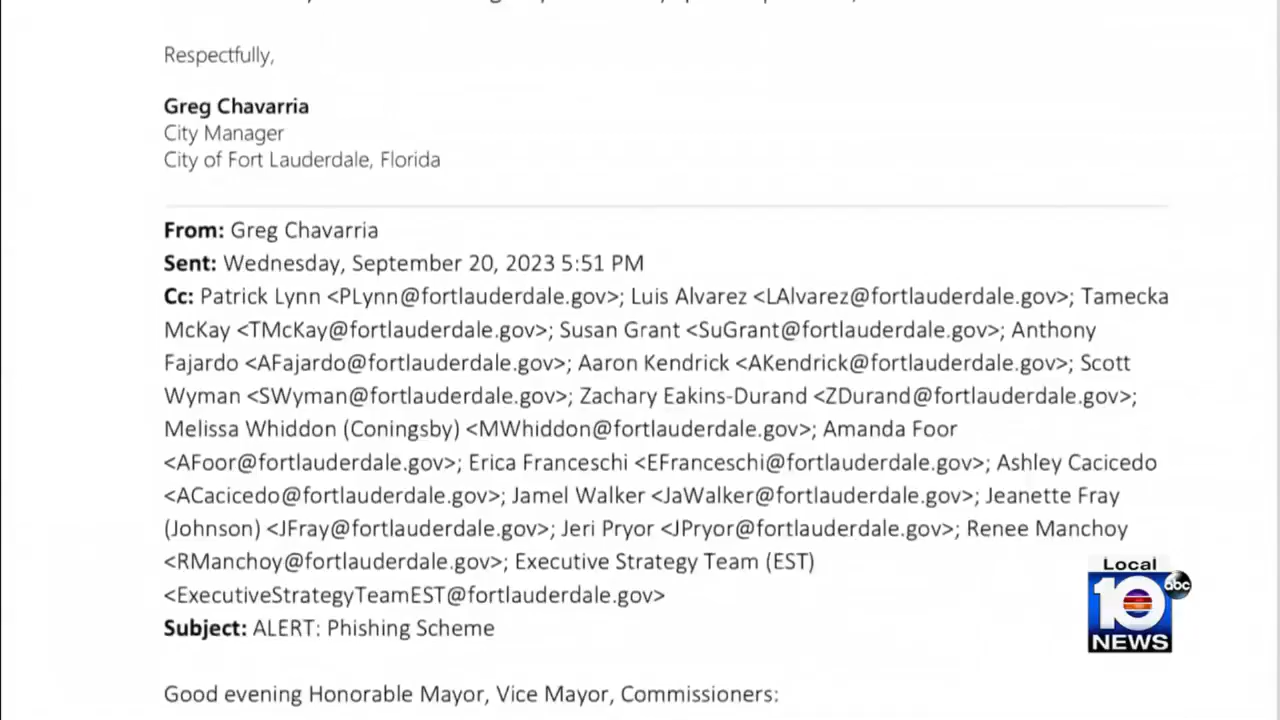 Respectfully,
Greg Chavarria
City Manager
City of Fort Lauderdale, Florida
From: Greg Chavarria
Sent: Wednesday, September 20, 2023 5:51 PM
Cc: Patrick Lynn <PLynn@fortlauderdale.gov>; Luis Alvarez <LAlvarez@fortlauderdale.gov>; Tamecka
McKay <TMcKay@fortlauderdale.gov>; Susan Grant <SuGrant@fortlauderdale.gov>; Anthony
Fajardo <AFajardo@fortlauderdale.gov>; Aaron Kendrick <AKendrick@fortlauderdale.gov>; Scott
Wyman <SWyman@fortlauderdale.gov>; Zachary Eakins-Durand <ZDurand@fortlauderdale.gov>;
Melissa Whiddon (Coningsby) <MWhiddon@fortlauderdale.gov>; Amanda Foor
<AFoor@fortlauderdale.gov>; Erica Franceschi <EFranceschi@fortlauderdale.gov>; Ashley Cacicedo
<ACacicedo@fortlauderdale.gov>; Jamel Walker <JaWalker@fortlauderdale.gov>; Jeanette Fray
(Johnson) <JFray@fortlauderdale.gov>; Jeri Pryor <JPryor@fortlauderdale.gov>; Renee Manchoy
<RManchoy@fortlauderdale.gov>; Executive Strategy Team (EST)
<ExecutiveStrategyTeamEST@fortlauderdale.gov>
Subject: ALERT: Phishing Scheme
Good evening Honorable Mayor, Vice Mayor, Commissioners:
Local
10 abc
NEWS